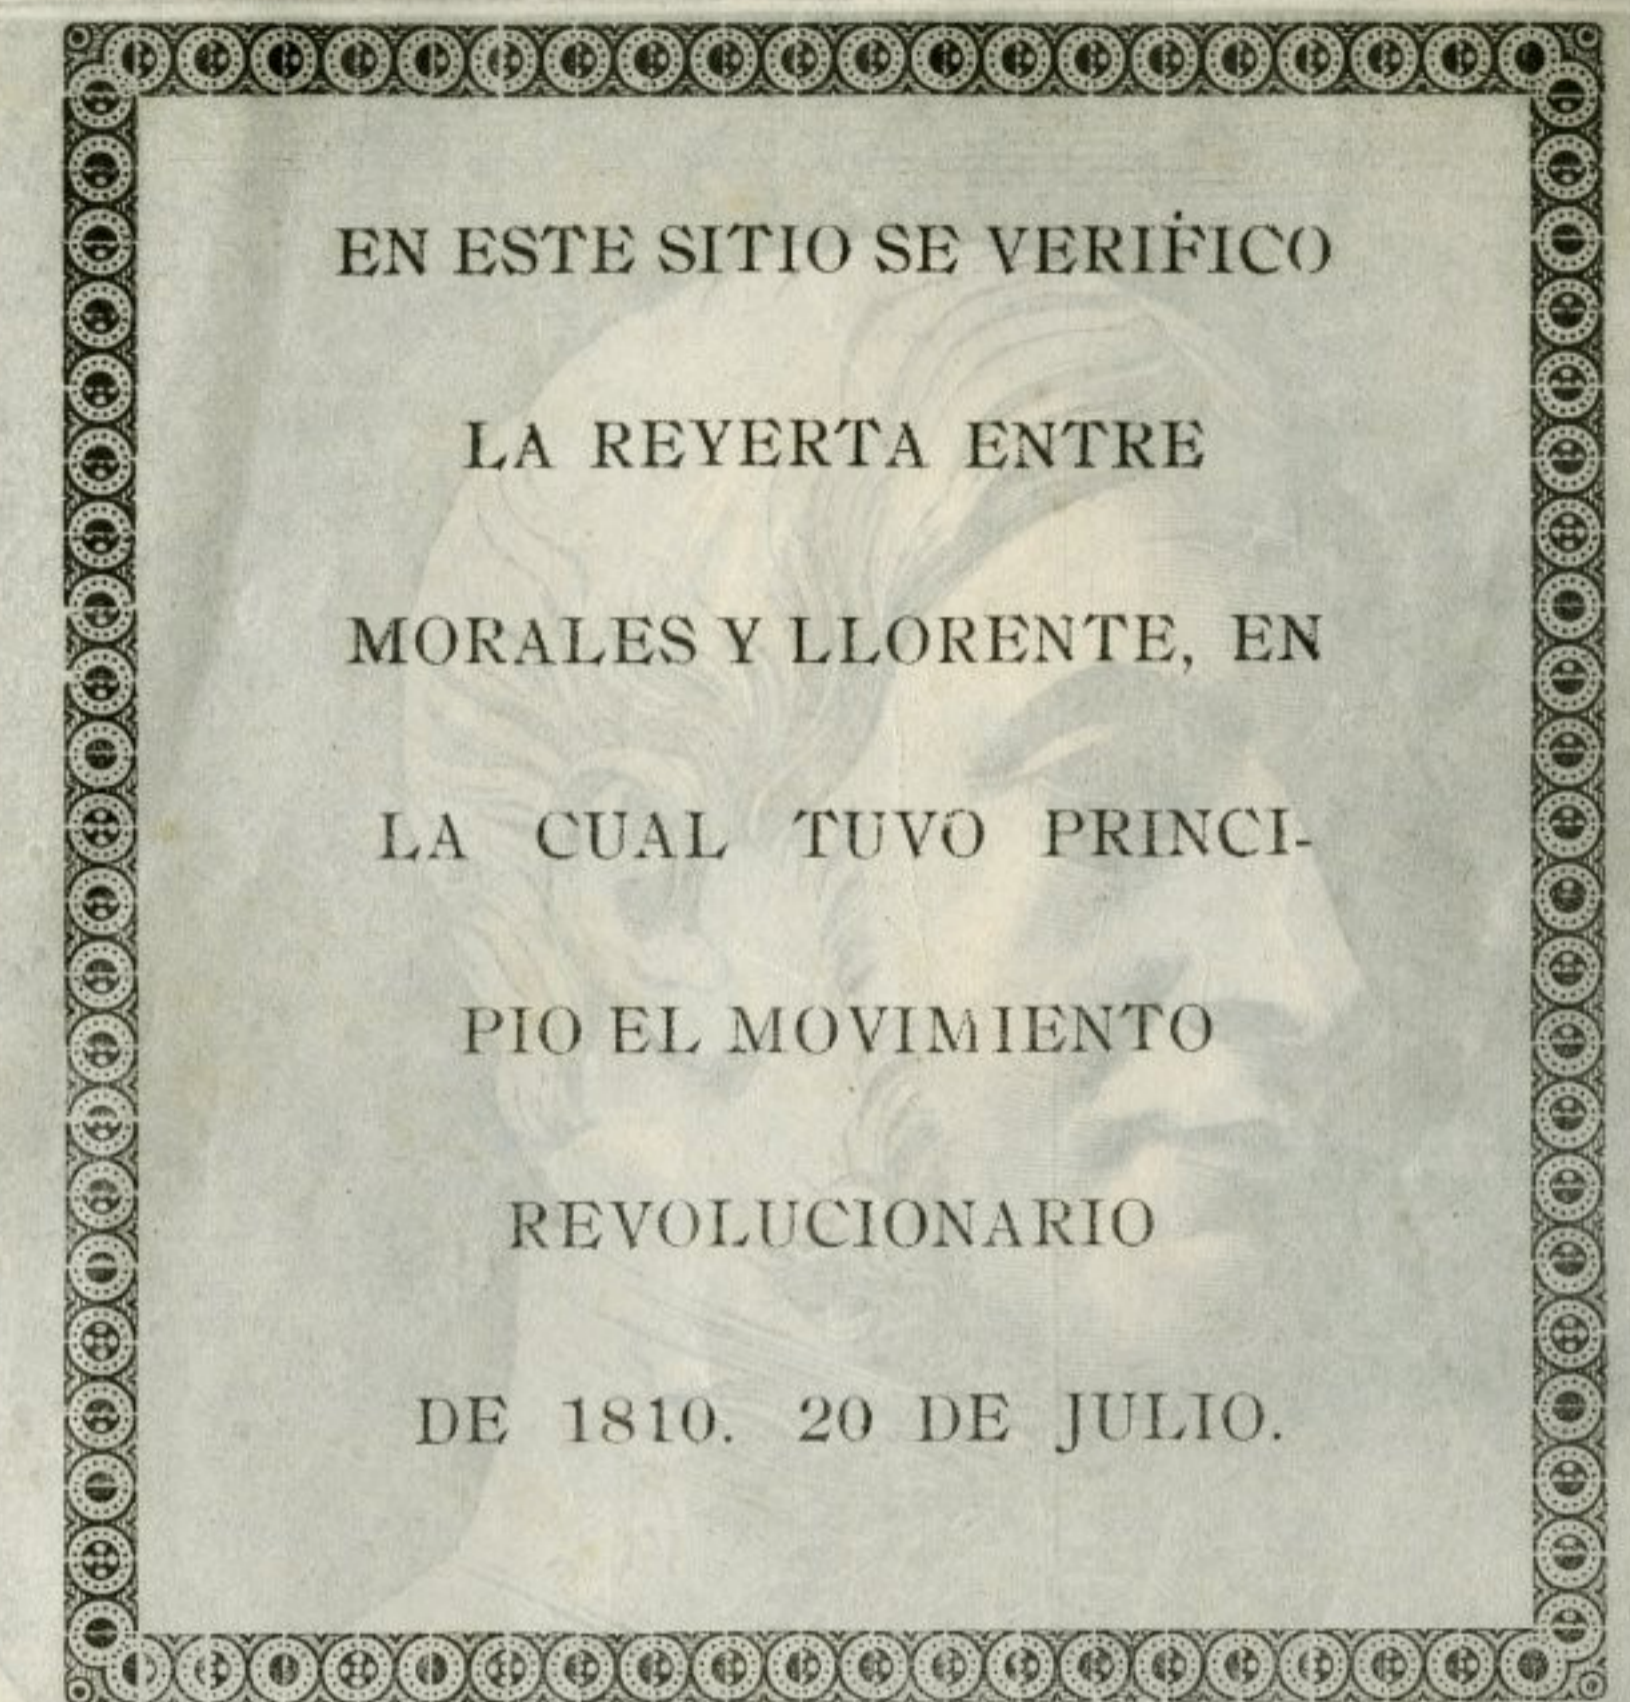 EN ESTE SITIO SE VERIFICO
LA REYERTA ENTRE
MORALES Y LLORENTE, EN
LA CUAL TUVO PRINCI-
PIO EL MOVIMIENTO
REVOLUCIONARIO
DE 1810. 20 DE JULIO.